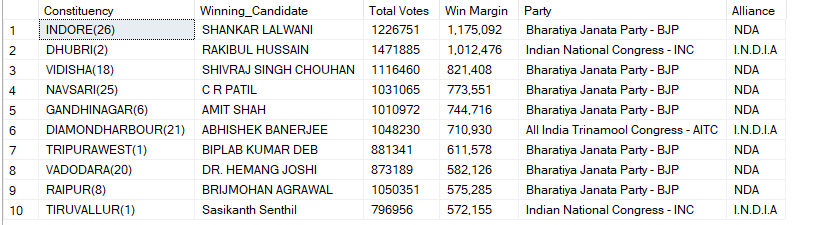 Constituency Winning_Candidate Total Votes Win Margin Party Alliance
1 INDORE(26) SHANKAR LALWANI 1226751 1,175,092 Bharatiya Janata Party - BJP NDA
2 DHUBRI(2) RAKIBUL HUSSAIN 1471885 1,012,476 Indian National Congress - INC I.N.D.I.A
3 VIDISHA(18) SHIVRAJ SINGH CHOUHAN 1116460 821,408 Bharatiya Janata Party - BJP NDA
4 NAVSARI(25) C R PATIL 1031065 773,551 Bharatiya Janata Party - BJP NDA
5 GANDHINAGAR(6) AMIT SHAH 1010972 744,716 Bharatiya Janata Party - BJP NDA
6 DIAMONDHARBOUR(21) ABHISHEK BANERJEE 1048230 710,930 All India Trinamool Congress - AITC I.N.D.I.A
7 TRIPURAWEST(1) BIPLAB KUMAR DEB 881341 611,578 Bharatiya Janata Party - BJP NDA
8 VADODARA(20) DR. HEMANG JOSHI 873189 582,126 Bharatiya Janata Party - BJP NDA
9 RAIPUR(8) BRIJMOHAN AGRAWAL 1050351 575,285 Bharatiya Janata Party - BJP NDA
10 TIRUVALLUR(1) Sasikanth Senthil 796956 572,155 Indian National Congress - INC I.N.D.I.A